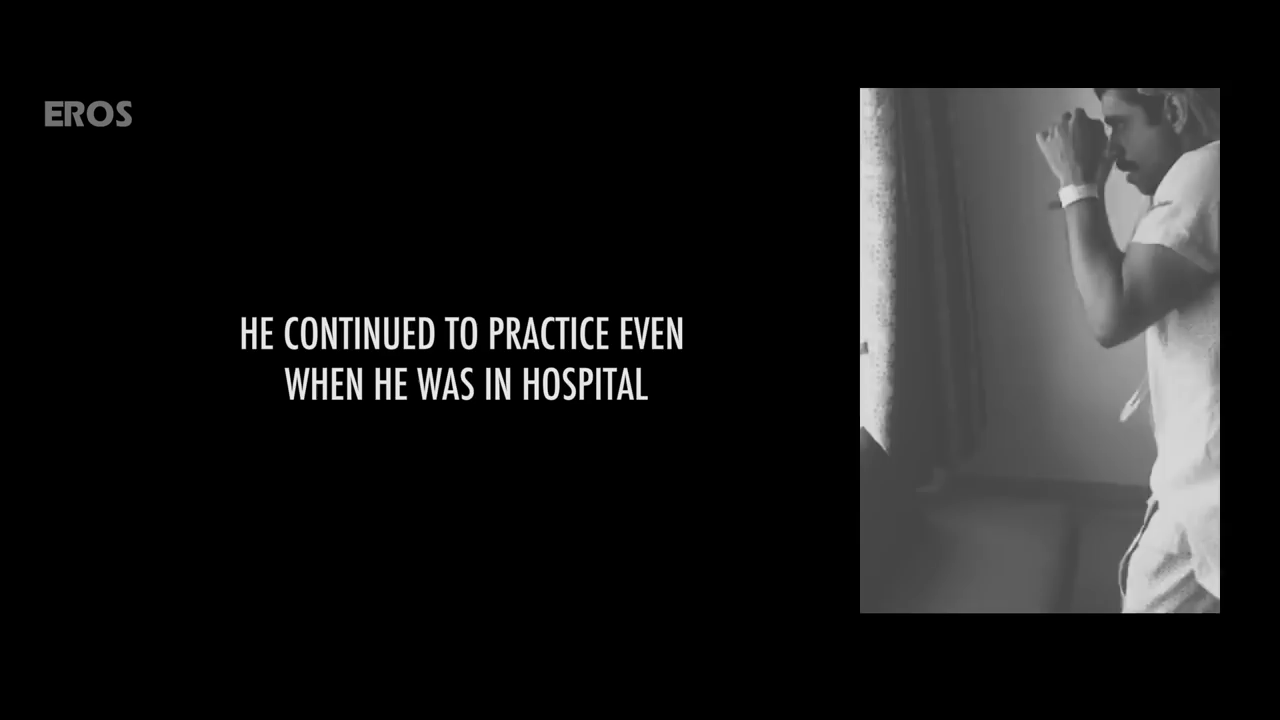 EROS
HE CONTINUED TO PRACTICE EVEN
WHEN HE WAS IN HOSPITAL